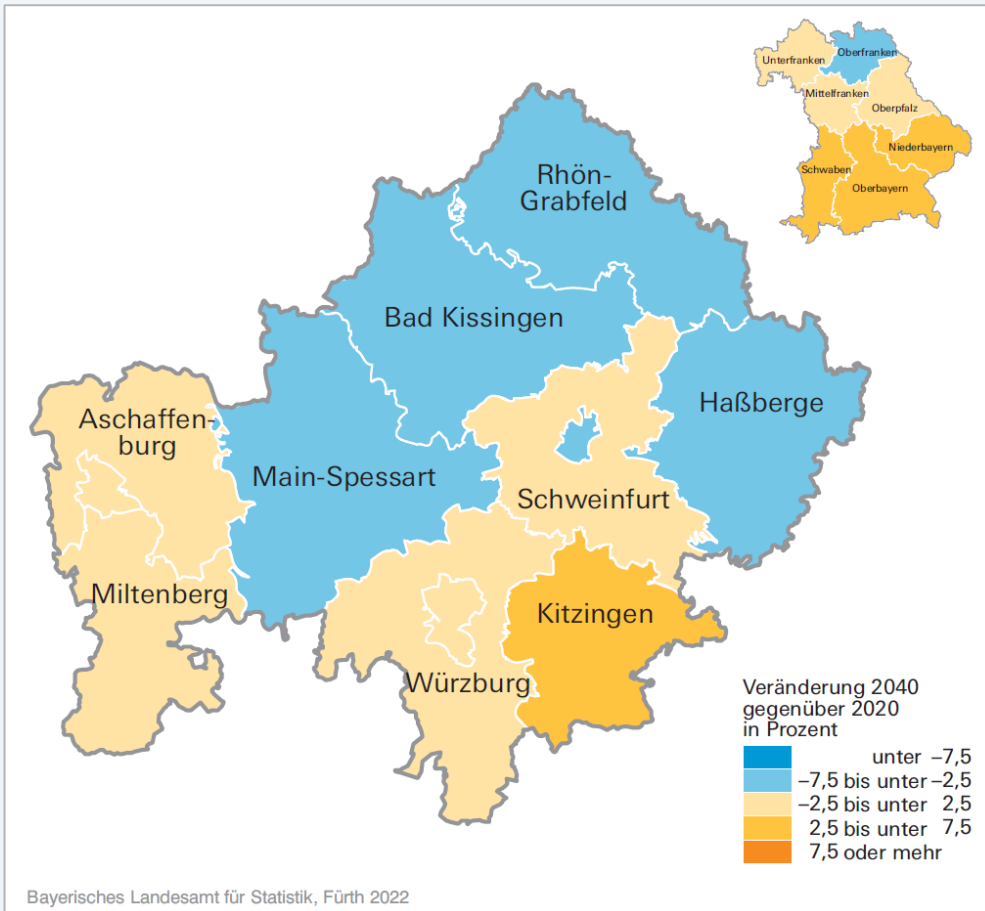 Unterfranken
Oberfranken
Mittelfranken
Oberpfalz
Niederbayern
Schwaben
Oberbayern
Rhön-
Grabfeld
Bad Kissingen
Haßberge
Aschaffen-
burg
Main-Spessart
Schweinfurt
Miltenberg
Kitzingen
Würzburg
Veränderung 2040
gegenüber 2020
in Prozent
unter –7,5
–7,5 bis unter –2,5
–2,5 bis unter 2,5
2,5 bis unter 7,5
7,5 oder mehr
Bayerisches Landesamt für Statistik, Fürth 2022